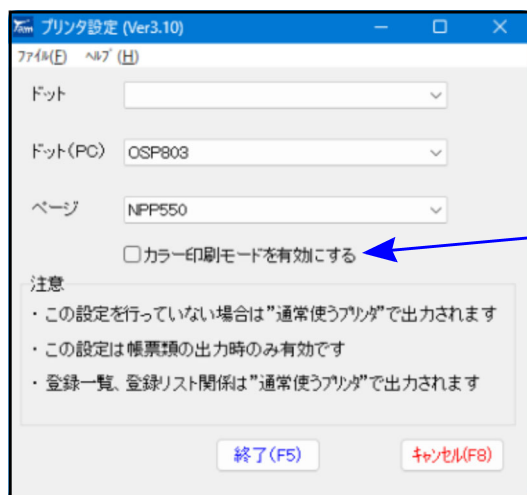 プリンタ設定 (Ver3.10)
ファイル(F) ヘルプ(H)
ドット
ドット(PC) OSP803
ページ NPP550
カラー印刷モードを有効にする
注意
・この設定を行っていない場合は”通常使うプリンタ”で出力されます
・この設定は帳票類の出力時のみ有効です
・登録一覧、登録リスト関係は”通常使うプリンタ”で出力されます
終了(F5) キャンセル(F8)